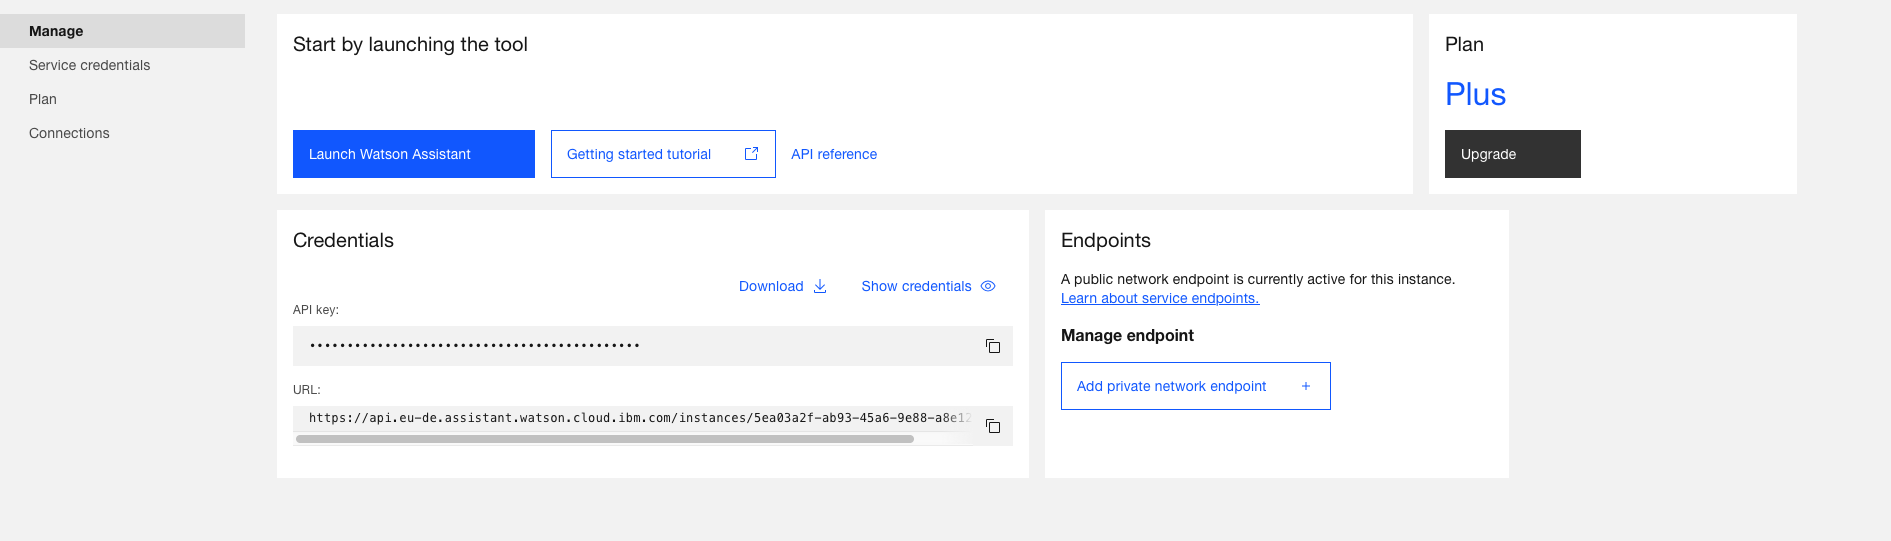 Manage
Service credentials
Plan
Connections
Start by launching the tool
Launch Watson Assistant
Getting started tutorial
API reference
Plan
Plus
Upgrade
Credentials
Download
Show credentials
API key:
•••••••••••••••••••••••••••••••••••••••••••
URL:
https://api.eu-de.assistant.watson.cloud.ibm.com/instances/5ea03a2f-ab93-45a6-9e88-a8e12
Endpoints
A public network endpoint is currently active for this instance.
Learn about service endpoints.
Manage endpoint
Add private network endpoint +